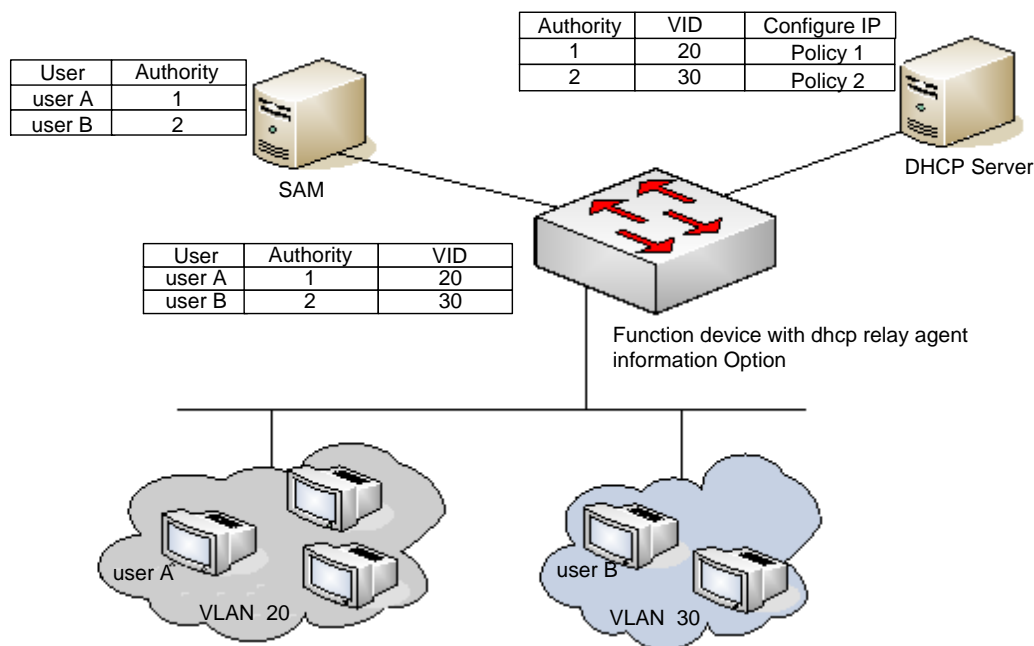 Authority VID Configure IP
1 20 Policy 1
2 30 Policy 2
User Authority
user A 1
user B 2
SAM
DHCP Server
User Authority VID
user A 1 20
user B 2 30
Function device with dhcp relay agent
information Option
user A
VLAN 20
user B
VLAN 30